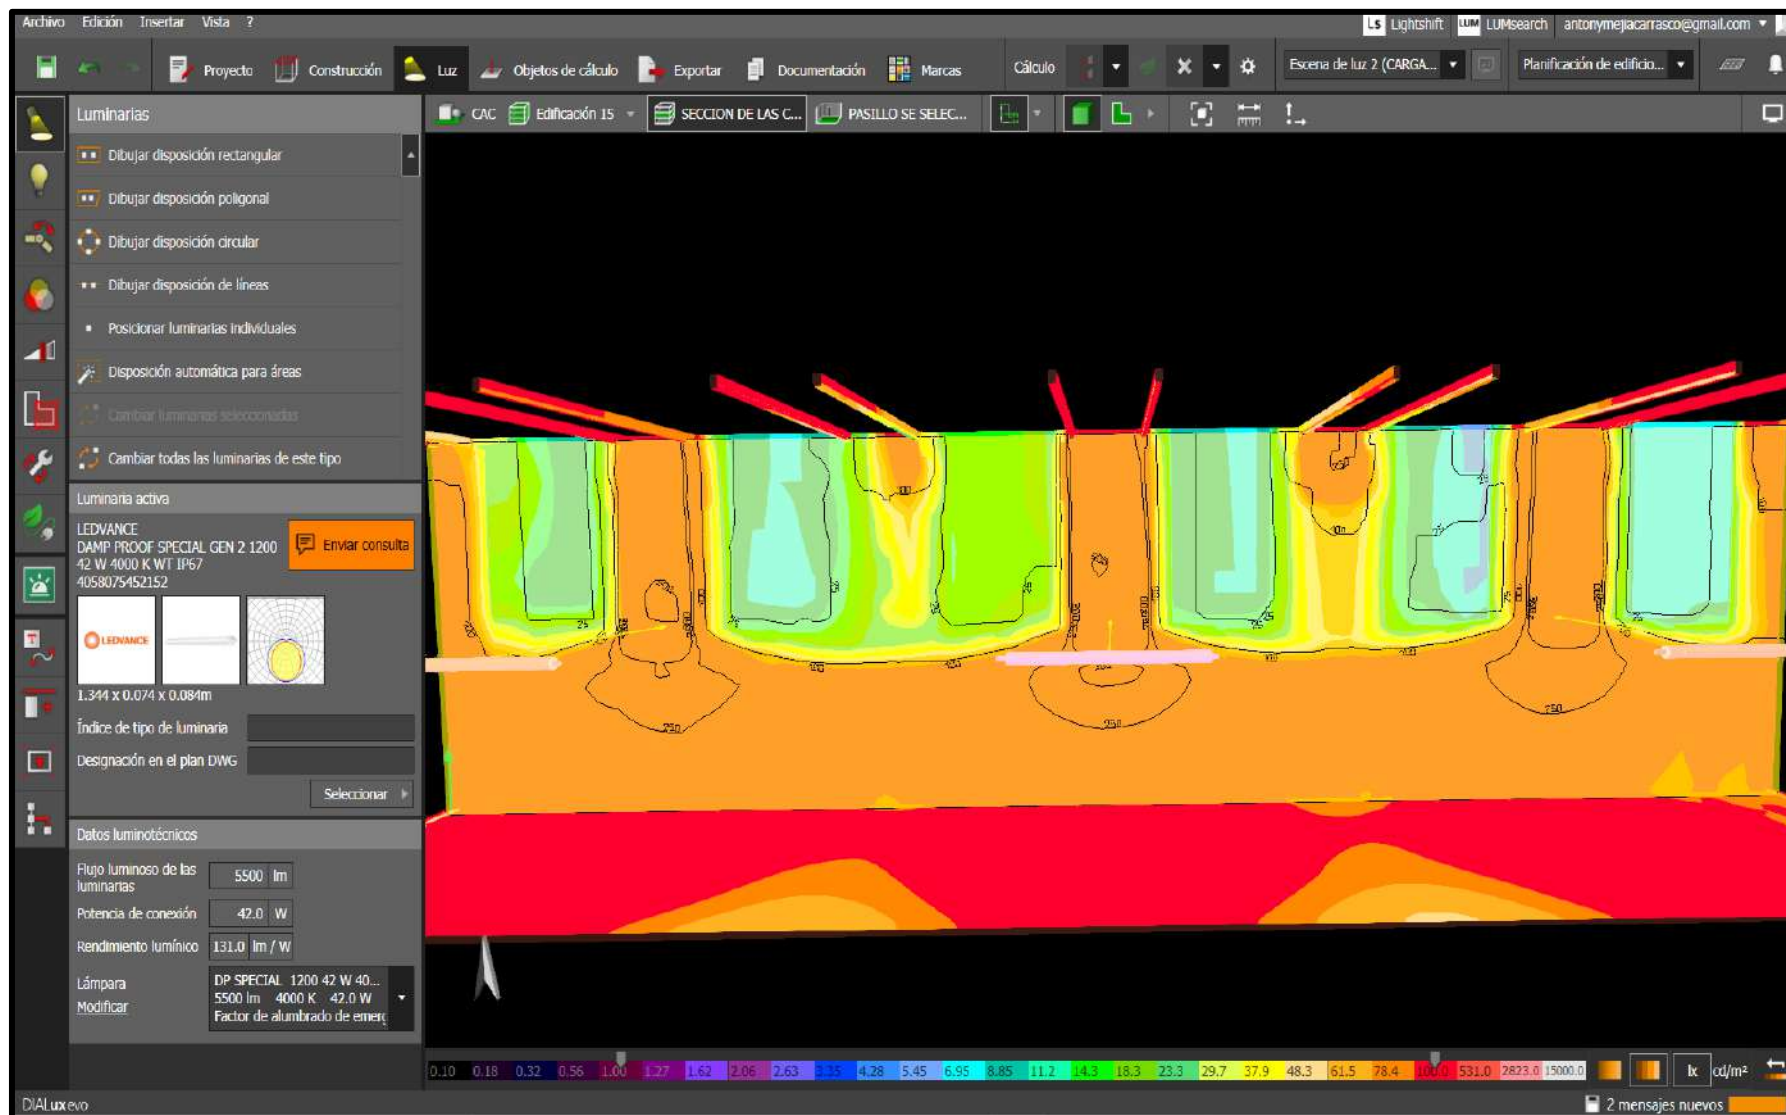 Archivo Edición Insertar Vista ?
Ls Lightshift LUM LUMsearch antonymejiacarrasco@gmail.com
Proyecto Construcción Luz Objetos de cálculo Exportar Documentación Marcas Cálculo Escena de luz 2 (CARGA... Planificación de edificio...
Luminarias
CAC Edificación 15 SECCION DE LAS C... PASILLO SE SELEC...
Dibujar disposición rectangular
Dibujar disposición poligonal
Dibujar disposición circular
Dibujar disposición de líneas
Posicionar luminarias individuales
Disposición automática para áreas
Cambiar luminarias seleccionadas
Cambiar todas las luminarias de este tipo
Luminaria activa
LEDVANCE
DAMP PROOF SPECIAL GEN 2 1200
42 W 4000 K WT IP67
4058075452152
Enviar consulta
LEDVANCE
1.344 x 0.074 x 0.084m
Índice de tipo de luminaria
Designación en el plan DWG
Seleccionar
Datos luminotécnicos
Flujo luminoso de las
luminarias
5500 lm
Potencia de conexión 42.0 W
Rendimiento lumínico 131.0 lm / W
Lámpara
Modificar
DP SPECIAL 1200 42 W 40...
5500 lm 4000 K 42.0 W
Factor de alumbrado de emerg
750
750
750
0.10 0.18 0.32 0.56 1.00 1.27 1.62 2.06 2.63 3.35 4.28 5.45 6.95 8.85 11.2 14.3 18.3 23.3 29.7 37.9 48.3 61.5 78.4 100.0 531.0 2823.0 15000.0 lx cd/m²
DIALux evo
2 mensajes nuevos